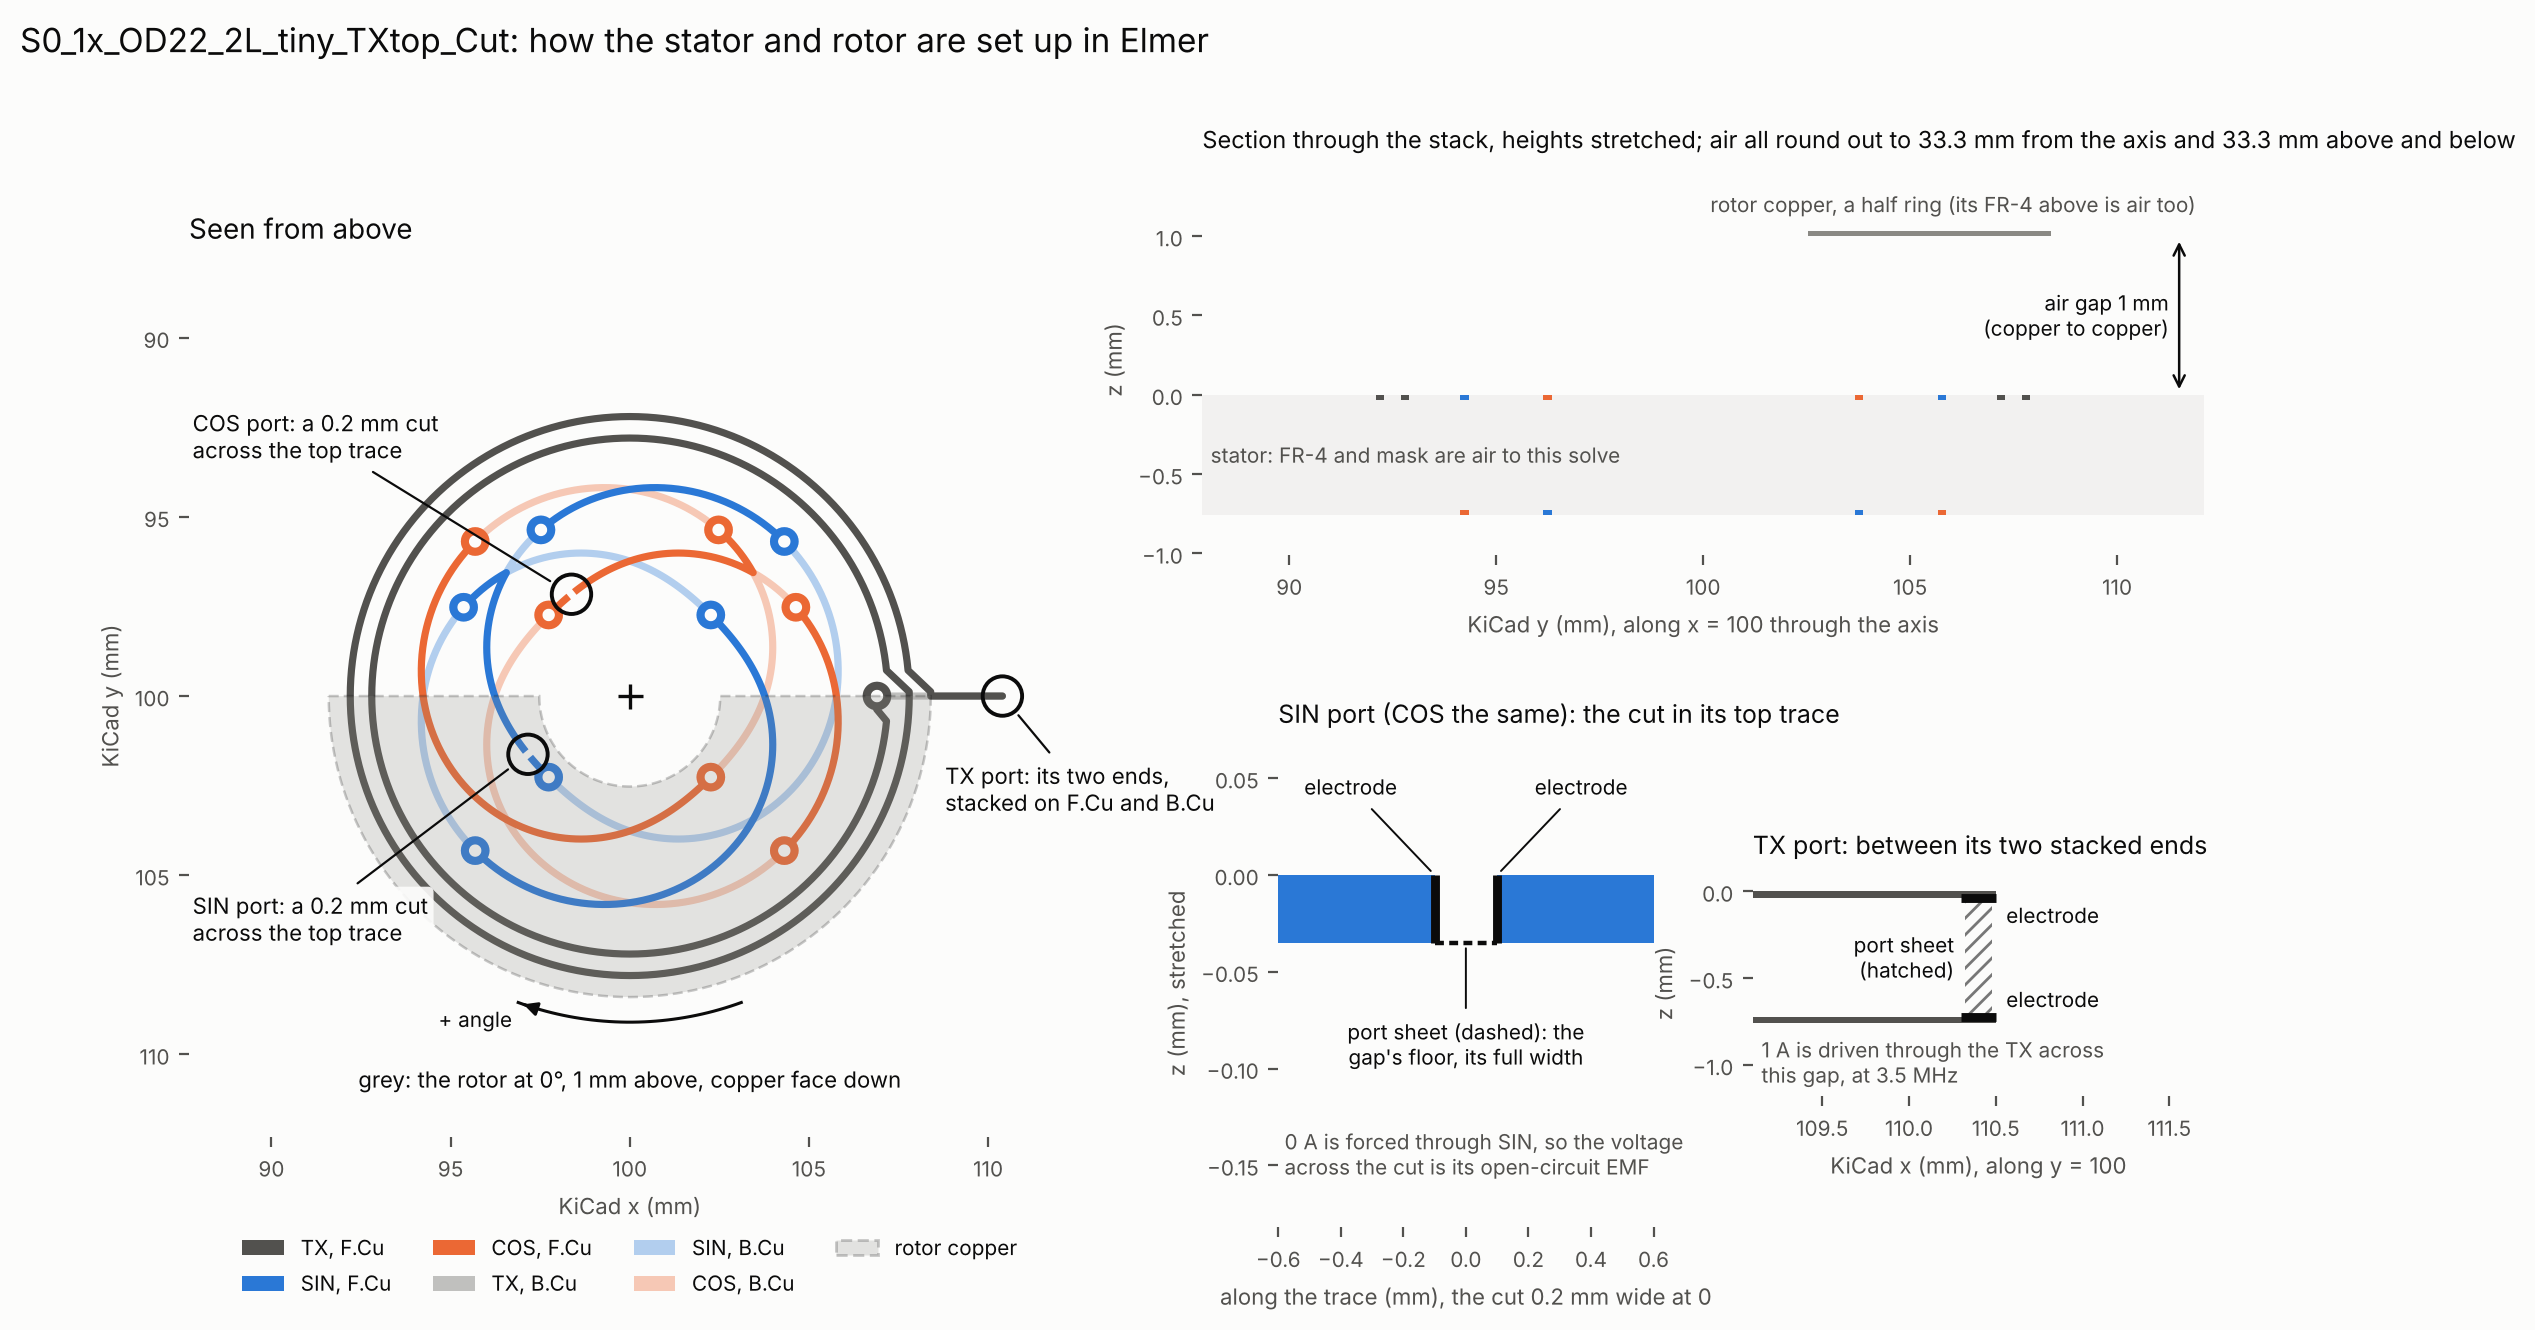 S0_1x_OD22_2L_tiny_TXtop_Cut: how the stator and rotor are set up in Elmer
Seen from above
90
95
100
105
110
KiCad y (mm)
COS port: a 0.2 mm cut
across the top trace
SIN port: a 0.2 mm cut
across the top trace
TX port: its two ends,
stacked on F.Cu and B.Cu
+ angle
grey: the rotor at 0°, 1 mm above, copper face down
90
95
100
105
110
KiCad x (mm)
TX, F.Cu
COS, F.Cu
SIN, B.Cu
rotor copper
SIN, F.Cu
TX, B.Cu
COS, B.Cu
Section through the stack, heights stretched; air all round out to 33.3 mm from the axis and 33.3 mm above and below
rotor copper, a half ring (its FR-4 above is air too)
1.0
0.5
0.0
−0.5
−1.0
z (mm)
air gap 1 mm
(copper to copper)
stator: FR-4 and mask are air to this solve
90
95
100
105
110
KiCad y (mm), along x = 100 through the axis
SIN port (COS the same): the cut in its top trace
0.05
0.00
−0.05
−0.10
−0.15
z (mm), stretched
electrode
electrode
port sheet (dashed): the
gap's floor, its full width
0 A is forced through SIN, so the voltage
across the cut is its open-circuit EMF
−0.6
−0.4
−0.2
0.0
0.2
0.4
0.6
along the trace (mm), the cut 0.2 mm wide at 0
TX port: between its two stacked ends
0.0
−0.5
−1.0
z (mm)
electrode
port sheet
(hatched)
electrode
1 A is driven through the TX across
this gap, at 3.5 MHz
109.5
110.0
110.5
111.0
111.5
KiCad x (mm), along y = 100